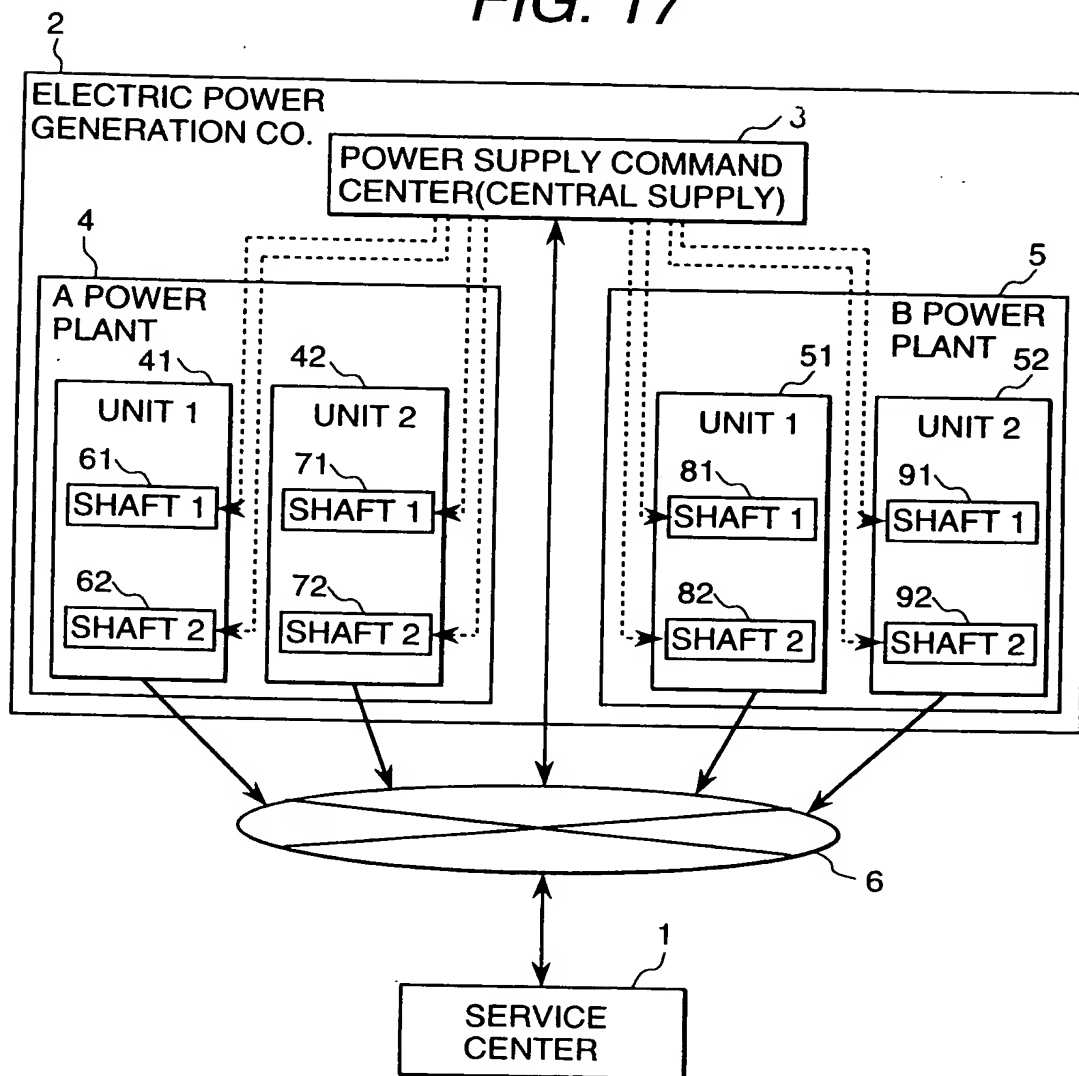 FIG. 17
2
ELECTRIC POWER
GENERATION CO.
3
POWER SUPPLY COMMAND
CENTER(CENTRAL SUPPLY)
4
A POWER
PLANT
41
UNIT 1
61
SHAFT 1
62
SHAFT 2
42
UNIT 2
71
SHAFT 1
72
SHAFT 2
5
B POWER
PLANT
51
UNIT 1
81
SHAFT 1
82
SHAFT 2
52
UNIT 2
91
SHAFT 1
92
SHAFT 2
6
1
SERVICE
CENTER